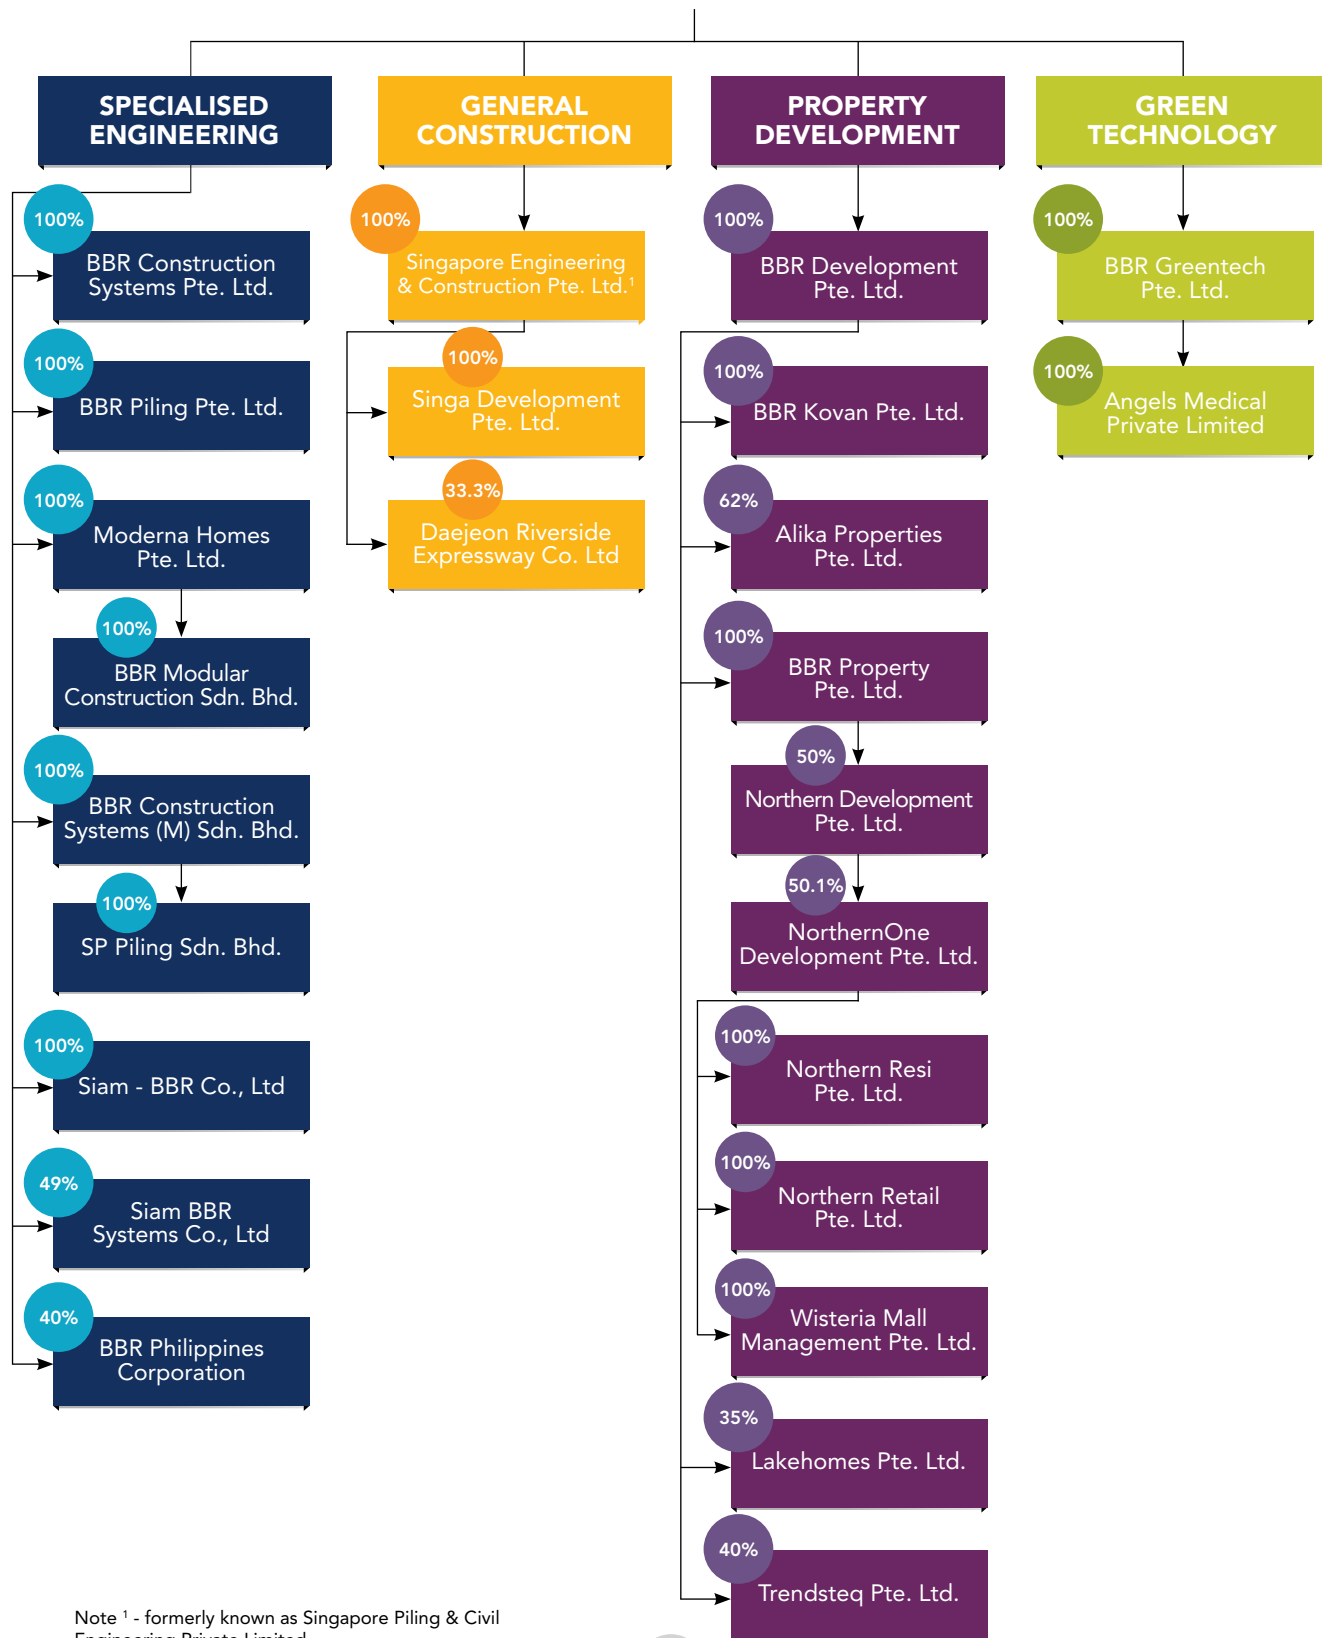 SPECIALISED
ENGINEERING
100%
BBR Construction
Systems Pte. Ltd.
100%
BBR Piling Pte. Ltd.
100%
Moderna Homes
Pte. Ltd.
100%
BBR Modular
Construction Sdn. Bhd.
100%
BBR Construction
Systems (M) Sdn. Bhd.
100%
SP Piling Sdn. Bhd.
100%
Siam - BBR Co., Ltd
49%
Siam BBR
Systems Co., Ltd
40%
BBR Philippines
Corporation
GENERAL
CONSTRUCTION
100%
Singapore Engineering
& Construction Pte. Ltd.¹
100%
Singa Development
Pte. Ltd.
33.3%
Daejeon Riverside
Expressway Co. Ltd
PROPERTY
DEVELOPMENT
100%
BBR Development
Pte. Ltd.
100%
BBR Kovan Pte. Ltd.
62%
Alika Properties
Pte. Ltd.
100%
BBR Property
Pte. Ltd.
50%
Northern Development
Pte. Ltd.
50.1%
NorthernOne
Development Pte. Ltd.
100%
Northern Resi
Pte. Ltd.
100%
Northern Retail
Pte. Ltd.
100%
Wisteria Mall
Management Pte. Ltd.
35%
Lakehomes Pte. Ltd.
40%
Trendsteq Pte. Ltd.
GREEN
TECHNOLOGY
100%
BBR Greentech
Pte. Ltd.
100%
Angels Medical
Private Limited
Note ¹ - formerly known as Singapore Piling & Civil
Engineering Private Limited